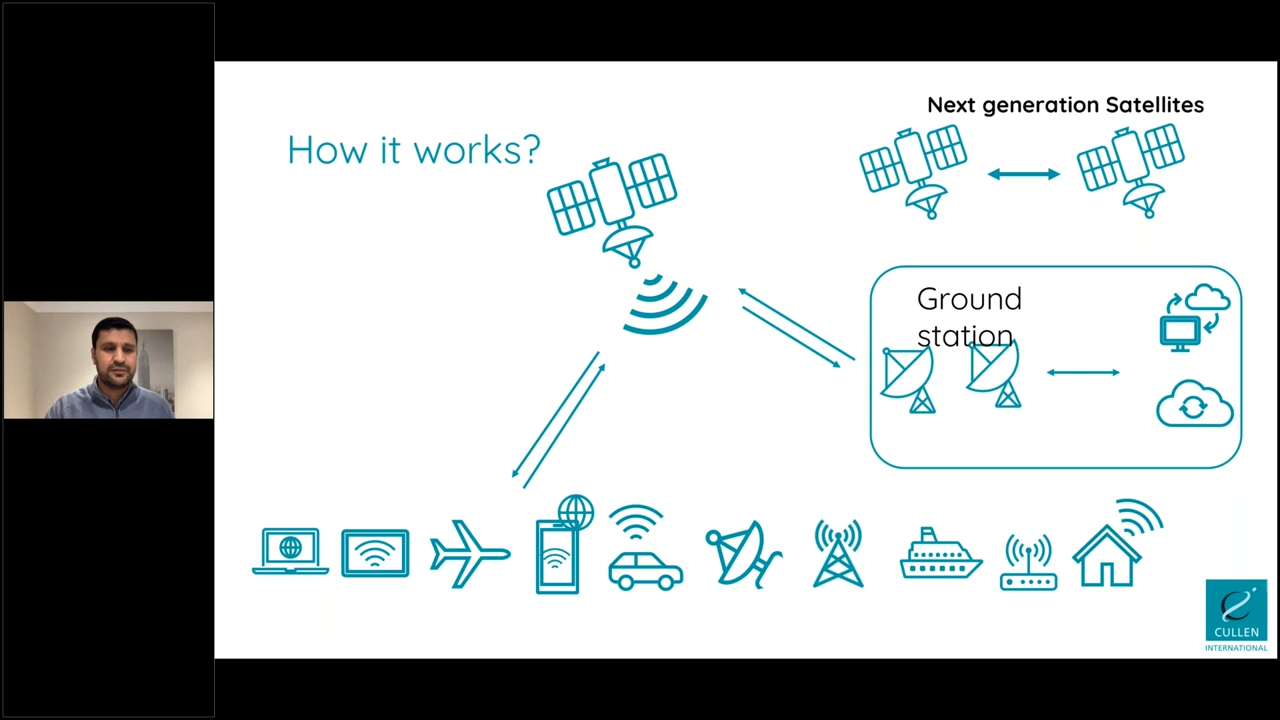 Next generation Satellites
How it works?
Ground
station
CULLEN
INTERNATIONAL